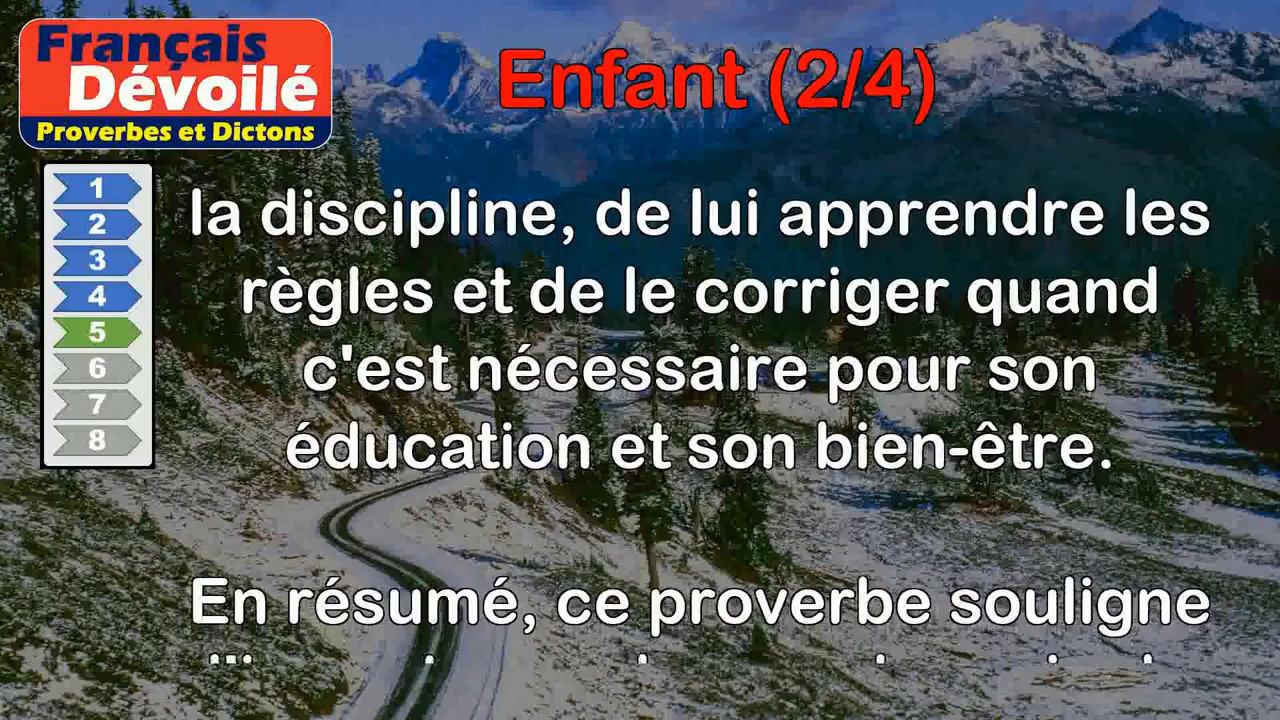 Français
Dévoilé
Proverbes et Dictons
Enfant (2/4)
1
2
3
4
5
6
7
8
la discipline, de lui apprendre les
règles et de le corriger quand
c'est nécessaire pour son
éducation et son bien-être.
En résumé, ce proverbe souligne